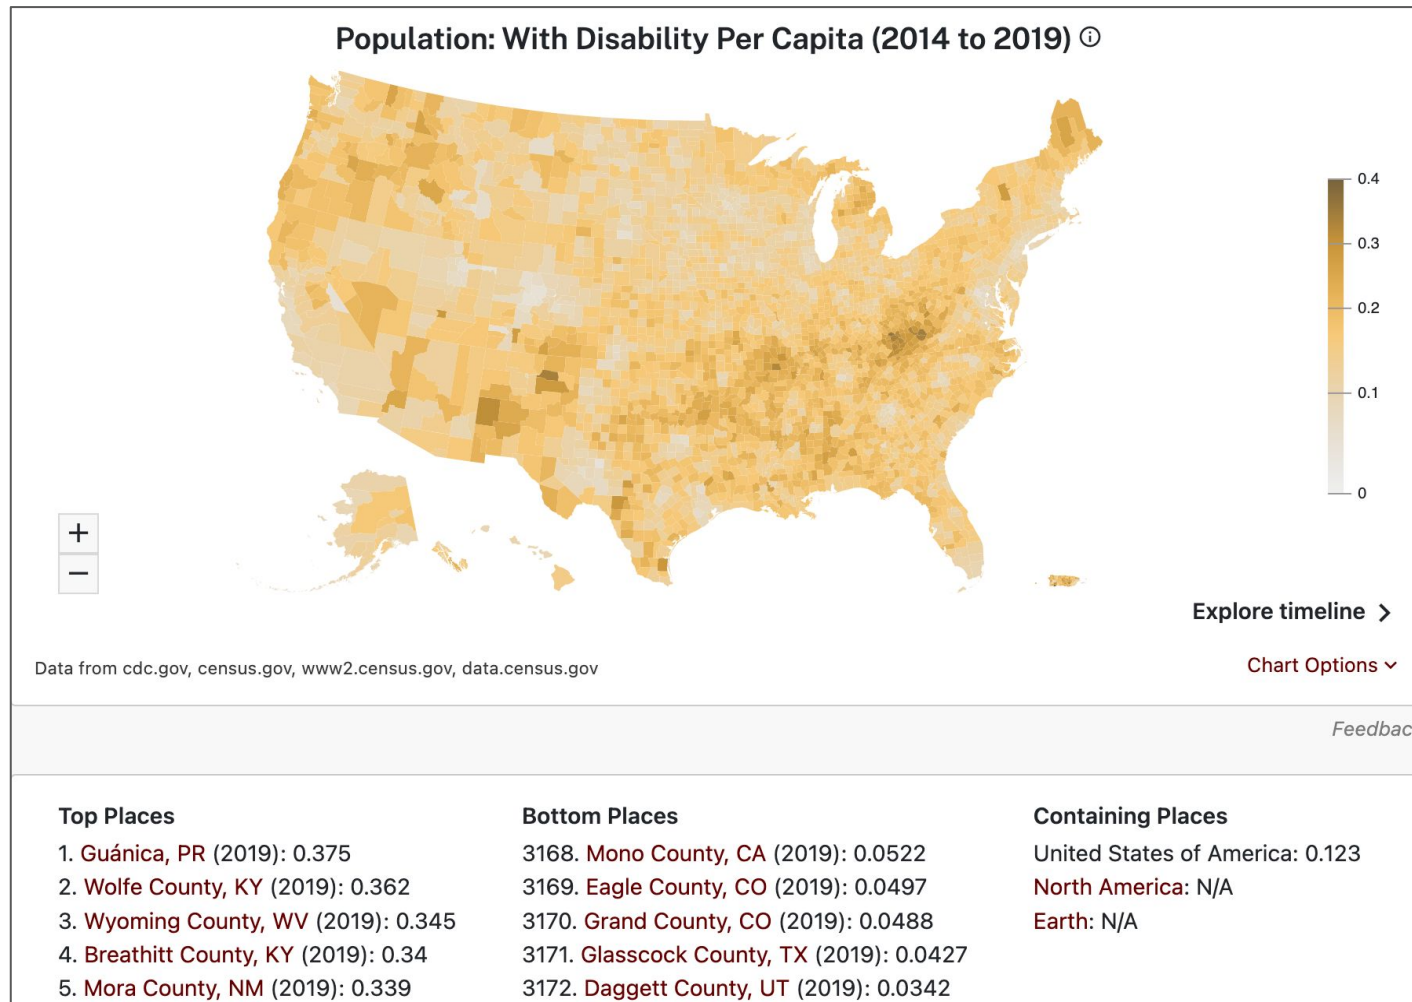 Population: With Disability Per Capita (2014 to 2019)
0.4
0.3
0.2
0.1
0
+
−
Explore timeline
Data from cdc.gov, census.gov, www2.census.gov, data.census.gov
Chart Options
Feedbac
Top Places
1. Guánica, PR (2019): 0.375
2. Wolfe County, KY (2019): 0.362
3. Wyoming County, WV (2019): 0.345
4. Breathitt County, KY (2019): 0.34
5. Mora County, NM (2019): 0.339
Bottom Places
3168. Mono County, CA (2019): 0.0522
3169. Eagle County, CO (2019): 0.0497
3170. Grand County, CO (2019): 0.0488
3171. Glasscock County, TX (2019): 0.0427
3172. Daggett County, UT (2019): 0.0342
Containing Places
United States of America: 0.123
North America: N/A
Earth: N/A